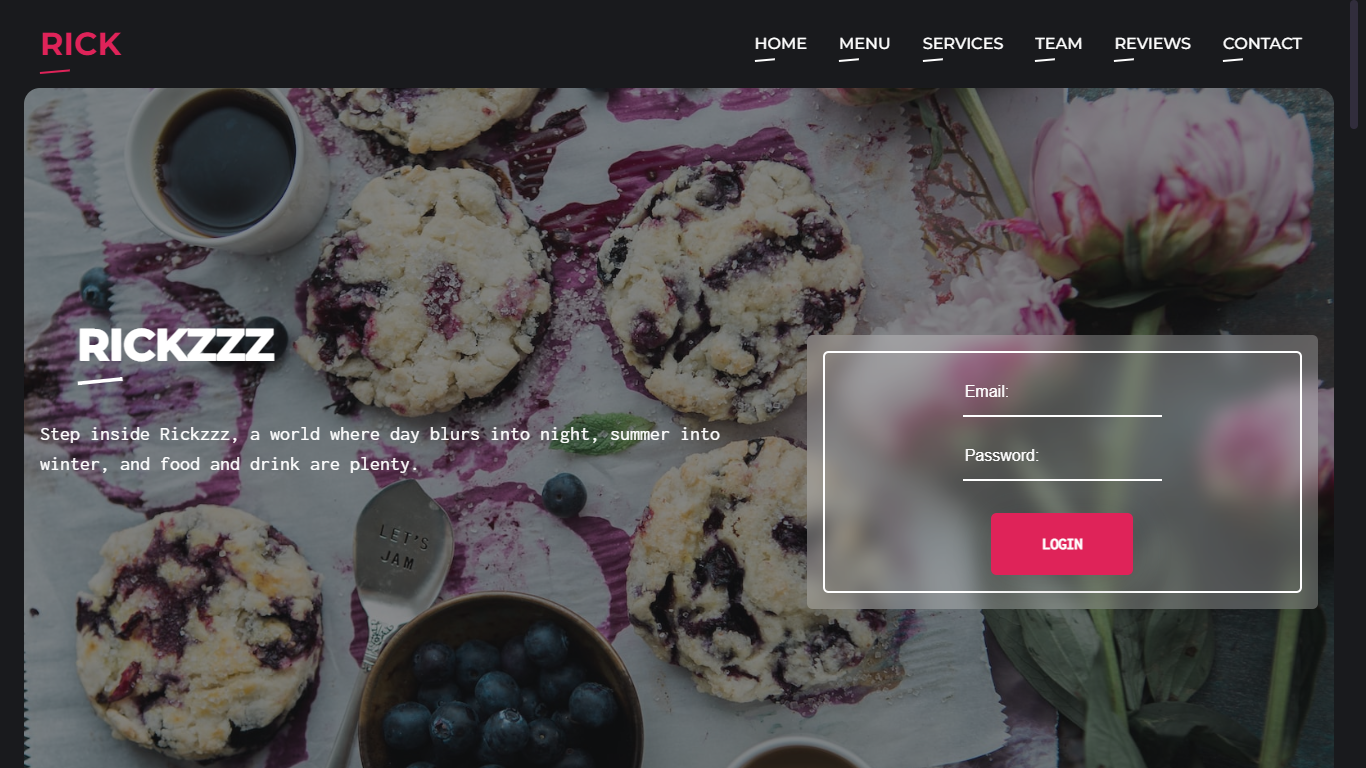 RICK
HOME MENU SERVICES TEAM REVIEWS CONTACT
RICKZZZ
Step inside Rickzzz, a world where day blurs into night, summer into
winter, and food and drink are plenty.
Email:
Password:
LOGIN
LET'S
JAM